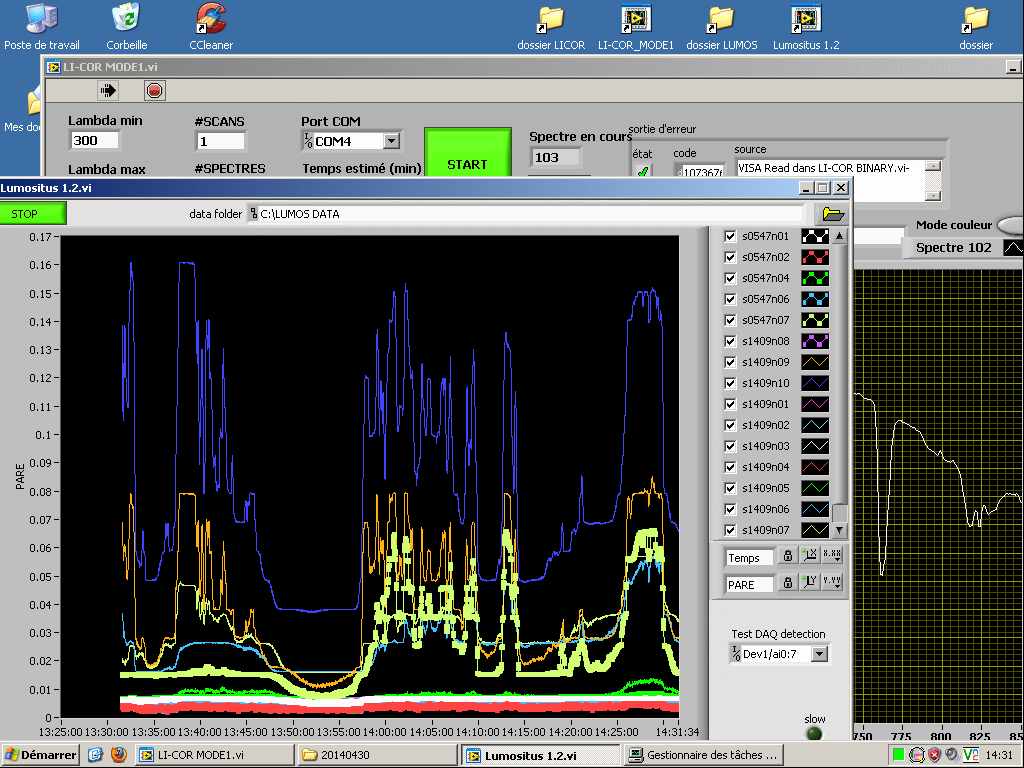 Poste de travail
Corbeille
CCleaner
dossier LICOR
LI-COR_MODE1
dossier LUMOS
Lumositus 1.2
dossier
LI-COR MODE1.vi
Mes do
Lambda min
300
Lambda max
#SCANS
1
#SPECTRES
Port COM
COM4
Temps estimé (min)
START
Spectre en cours
103
sortie d'erreur
état
code
source
VISA Read dans LI-COR BINARY.vi-
Mode couleur
Spectre 102
Lumositus 1.2.vi
STOP
data folder
C:\LUMOS DATA
PARE
0.17
0.16
0.15
0.14
0.13
0.12
0.11
0.1
0.09
0.08
0.07
0.06
0.05
0.04
0.03
0.02
0.01
0
13:25:00 13:30:00 13:35:00 13:40:00 13:45:00 13:50:00 13:55:00 14:00:00 14:05:00 14:10:00 14:15:00 14:20:00 14:25:00 14:31:34
s0547n01
s0547n02
s0547n04
s0547n06
s0547n07
s1409n08
s1409n09
s1409n10
s1409n01
s1409n02
s1409n03
s1409n04
s1409n05
s1409n06
s1409n07
Temps
PARE
Test DAQ detection
Dev1/ai0:7
slow
750 775 800 825 85
Démarrer
LI-COR MODE1.vi
20140430
Lumositus 1.2.vi
Gestionnaire des tâches ...
14:31